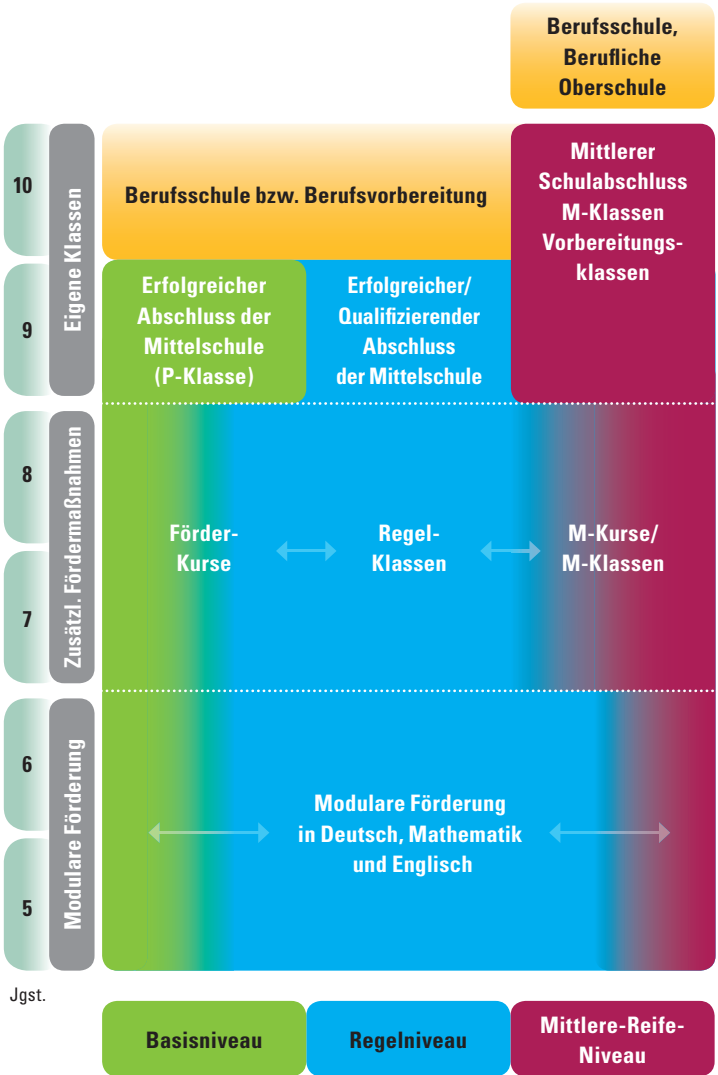 Berufsschule,
Berufliche
Oberschule
10
9
Eigene Klassen
Berufsschule bzw. Berufsvorbereitung
Mittlerer
Schulabschluss
M-Klassen
Vorbereitungs-
klassen
Erfolgreicher
Abschluss der
Mittelschule
(P-Klasse)
Erfolgreicher/
Qualifizierender
Abschluss
der Mittelschule
8
7
Zusätzl. Fördermaßnahmen
Förder-
Kurse
Regel-
Klassen
M-Kurse/
M-Klassen
6
5
Modulare Förderung
Modulare Förderung
in Deutsch, Mathematik
und Englisch
Jgst.
Basisniveau
Regelniveau
Mittlere-Reife-
Niveau